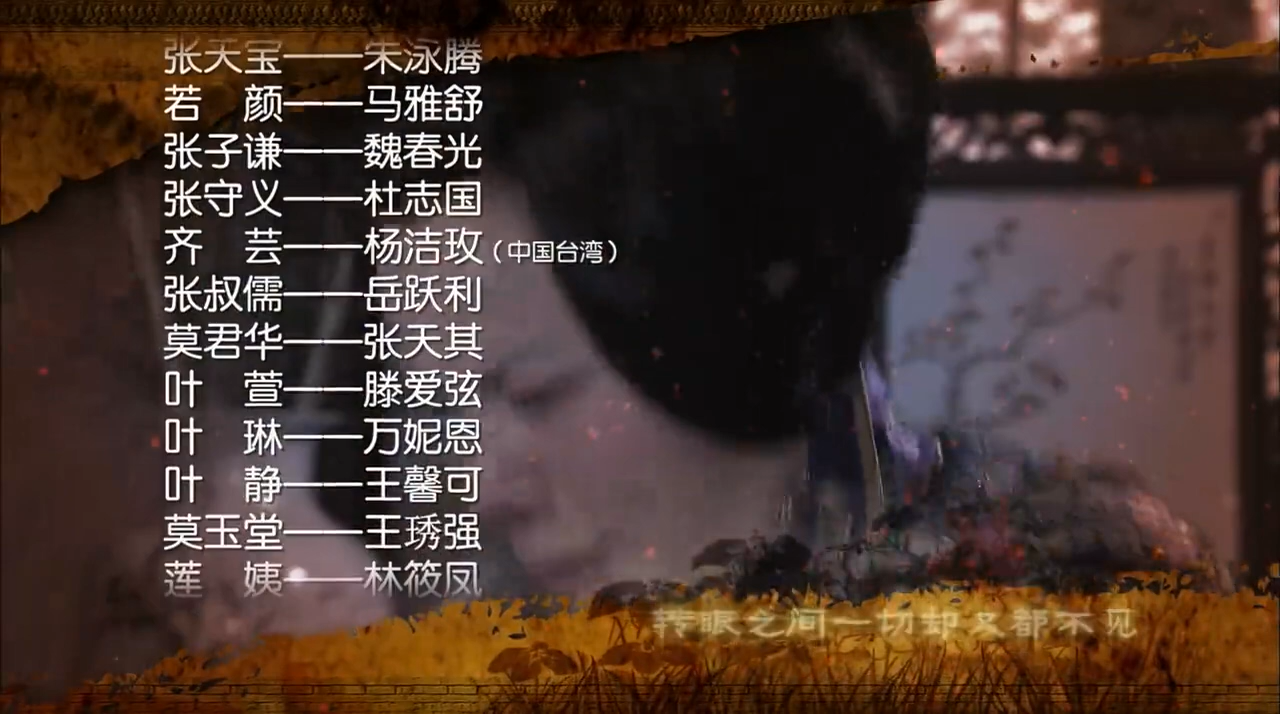 张天宝——朱泳腾
若　颜——马雅舒
张子谦——魏春光
张守义——杜志国
齐　芸——杨洁玫（中国台湾）
张叔儒——岳跃利
莫君华——张天其
叶　萱——滕爱弦
叶　琳——万妮恩
叶　静——王馨可
莫玉堂——王琇强
莲　姨——林筱凤
转眼之间一切却又都不见